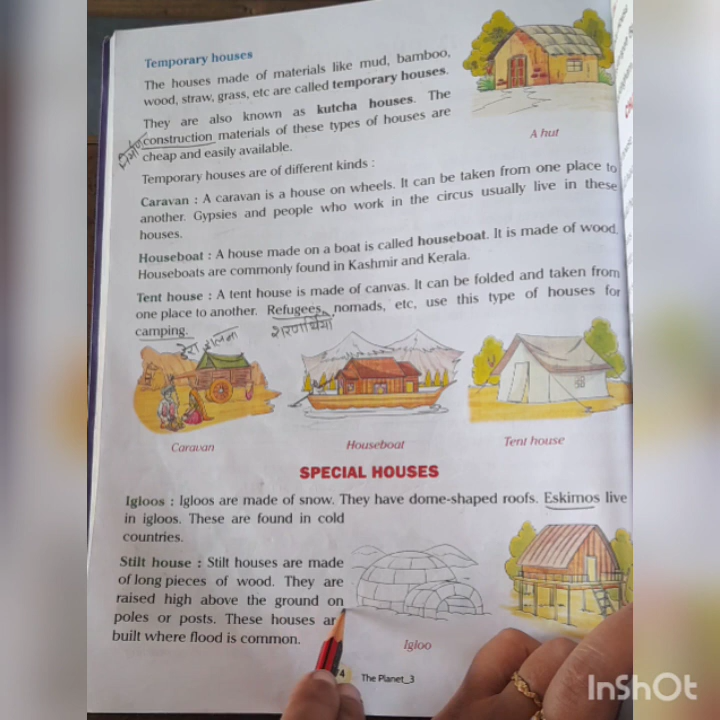 Temporary houses
The houses made of materials like mud, bamboo,
wood, straw, grass, etc are called temporary houses.
They are also known as kutcha houses. The
निर्माण construction materials of these types of houses are
cheap and easily available.
A hut
Temporary houses are of different kinds :
Caravan : A caravan is a house on wheels. It can be taken from one place to
another. Gypsies and people who work in the circus usually live in these
houses.
Houseboat : A house made on a boat is called houseboat. It is made of wood.
Houseboats are commonly found in Kashmir and Kerala.
Tent house : A tent house is made of canvas. It can be folded and taken from
one place to another. Refugees, nomads, etc, use this type of houses for
camping.
डेरा डालना
शरणार्थियों
Caravan
Houseboat
Tent house
SPECIAL HOUSES
Igloos : Igloos are made of snow. They have dome-shaped roofs. Eskimos live
in igloos. These are found in cold
countries.
Stilt house : Stilt houses are made
of long pieces of wood. They are
raised high above the ground on
poles or posts. These houses ar
built where flood is common.
Igloo
74 The Planet_3
InShOt